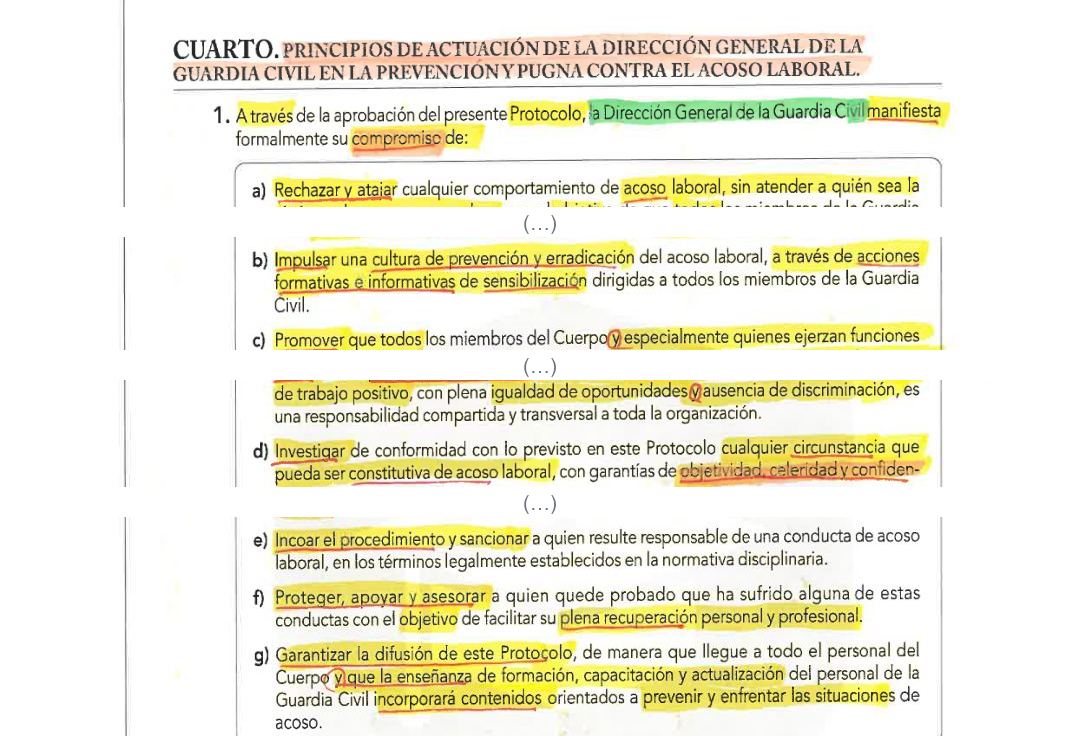 CUARTO. PRINCIPIOS DE ACTUACIÓN DE LA DIRECCIÓN GENERAL DE LA
GUARDIA CIVIL EN LA PREVENCIÓN Y PUGNA CONTRA EL ACOSO LABORAL.
1. A través de la aprobación del presente Protocolo, la Dirección General de la Guardia Civil manifiesta
formalmente su compromiso de:
a) Rechazar y atajar cualquier comportamiento de acoso laboral, sin atender a quién sea la
(...)
b) Impulsar una cultura de prevención y erradicación del acoso laboral, a través de acciones
formativas e informativas de sensibilización dirigidas a todos los miembros de la Guardia
Civil.
c) Promover que todos los miembros del Cuerpo y especialmente quienes ejerzan funciones
(...)
de trabajo positivo, con plena igualdad de oportunidades y ausencia de discriminación, es
una responsabilidad compartida y transversal a toda la organización.
d) Investigar de conformidad con lo previsto en este Protocolo cualquier circunstancia que
pueda ser constitutiva de acoso laboral, con garantías de objetividad, celeridad y confiden-
(...)
e) Incoar el procedimiento y sancionar a quien resulte responsable de una conducta de acoso
laboral, en los términos legalmente establecidos en la normativa disciplinaria.
f) Proteger, apoyar y asesorar a quien quede probado que ha sufrido alguna de estas
conductas con el objetivo de facilitar su plena recuperación personal y profesional.
g) Garantizar la difusión de este Protocolo, de manera que llegue a todo el personal del
Cuerpo y que la enseñanza de formación, capacitación y actualización del personal de la
Guardia Civil incorporará contenidos orientados a prevenir y enfrentar las situaciones de
acoso.